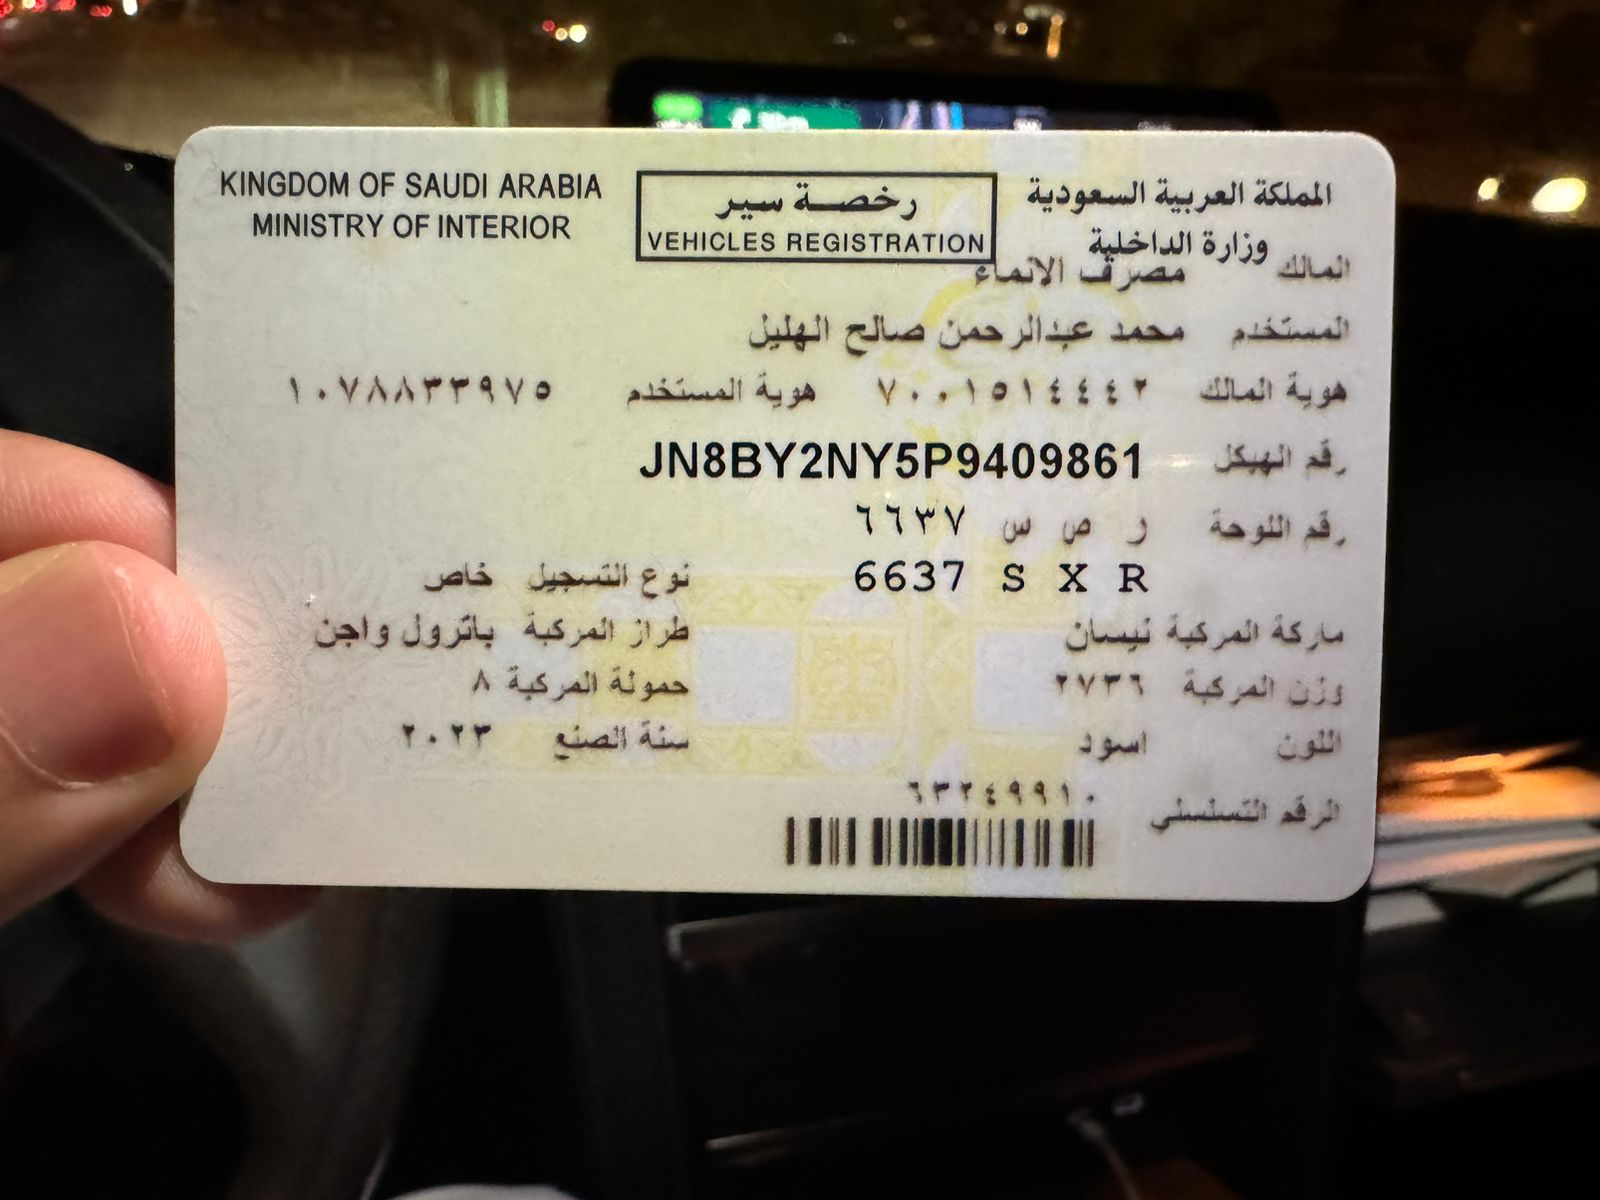 KINGDOM OF SAUDI ARABIA
MINISTRY OF INTERIOR
رخصة سير
VEHICLES REGISTRATION
المملكة العربية السعودية
وزارة الداخلية
المالك مصرف الانماء
المستخدم محمد عبدالرحمن صالح الهليل
هوية المالك ٧٠٠١٥١٤٤٤٢ هوية المستخدم ١٠٧٨٨٣٣٩٧٥
رقم الهيكل JN8BY2NY5P9409861
رقم اللوحة ر ص س ٦٦٣٧
6637 S X R نوع التسجيل خاص
ماركة المركبة نيسان طراز المركبة باترول واجن
وزن المركبة ٢٧٣٦ حمولة المركبة ٨
اللون اسود سنة الصنع ٢٠٢٣
الرقم التسلسلي ٦٣٢٤٩٩١٠